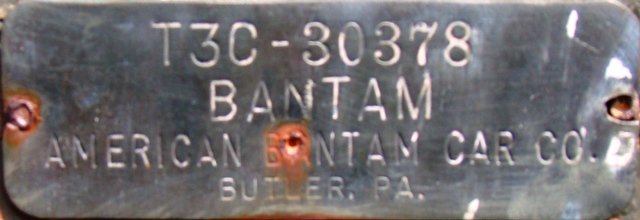 T3C-30378
BANTAM
AMERICAN BANTAM CAR CO.
BUTLER, PA.